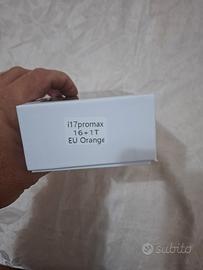 i17promax
16+1T
EU Orange
subito